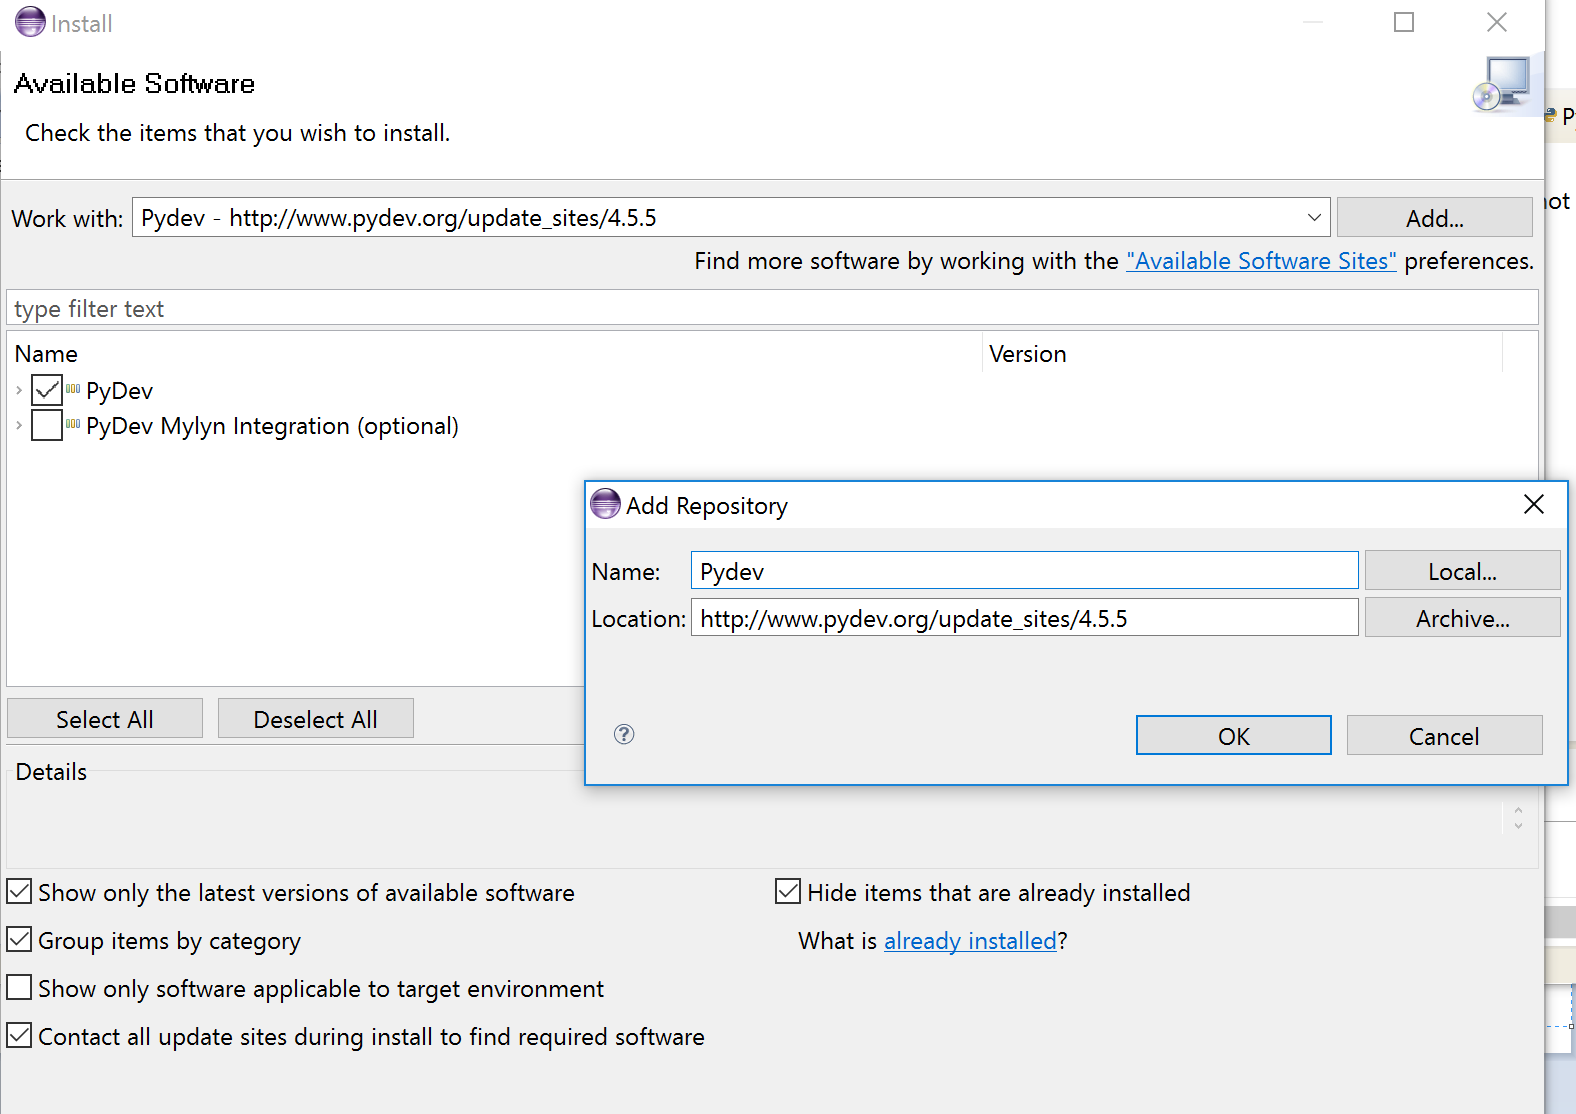 Install
Available Software
Check the items that you wish to install.
Work with: Pydev - http://www.pydev.org/update_sites/4.5.5 Add...
Find more software by working with the "Available Software Sites" preferences.
type filter text
Name Version
PyDev
PyDev Mylyn Integration (optional)
Add Repository
Name: Pydev Local...
Location: http://www.pydev.org/update_sites/4.5.5 Archive...
? OK Cancel
Select All Deselect All
Details
Show only the latest versions of available software Hide items that are already installed
Group items by category What is already installed?
Show only software applicable to target environment
Contact all update sites during install to find required software